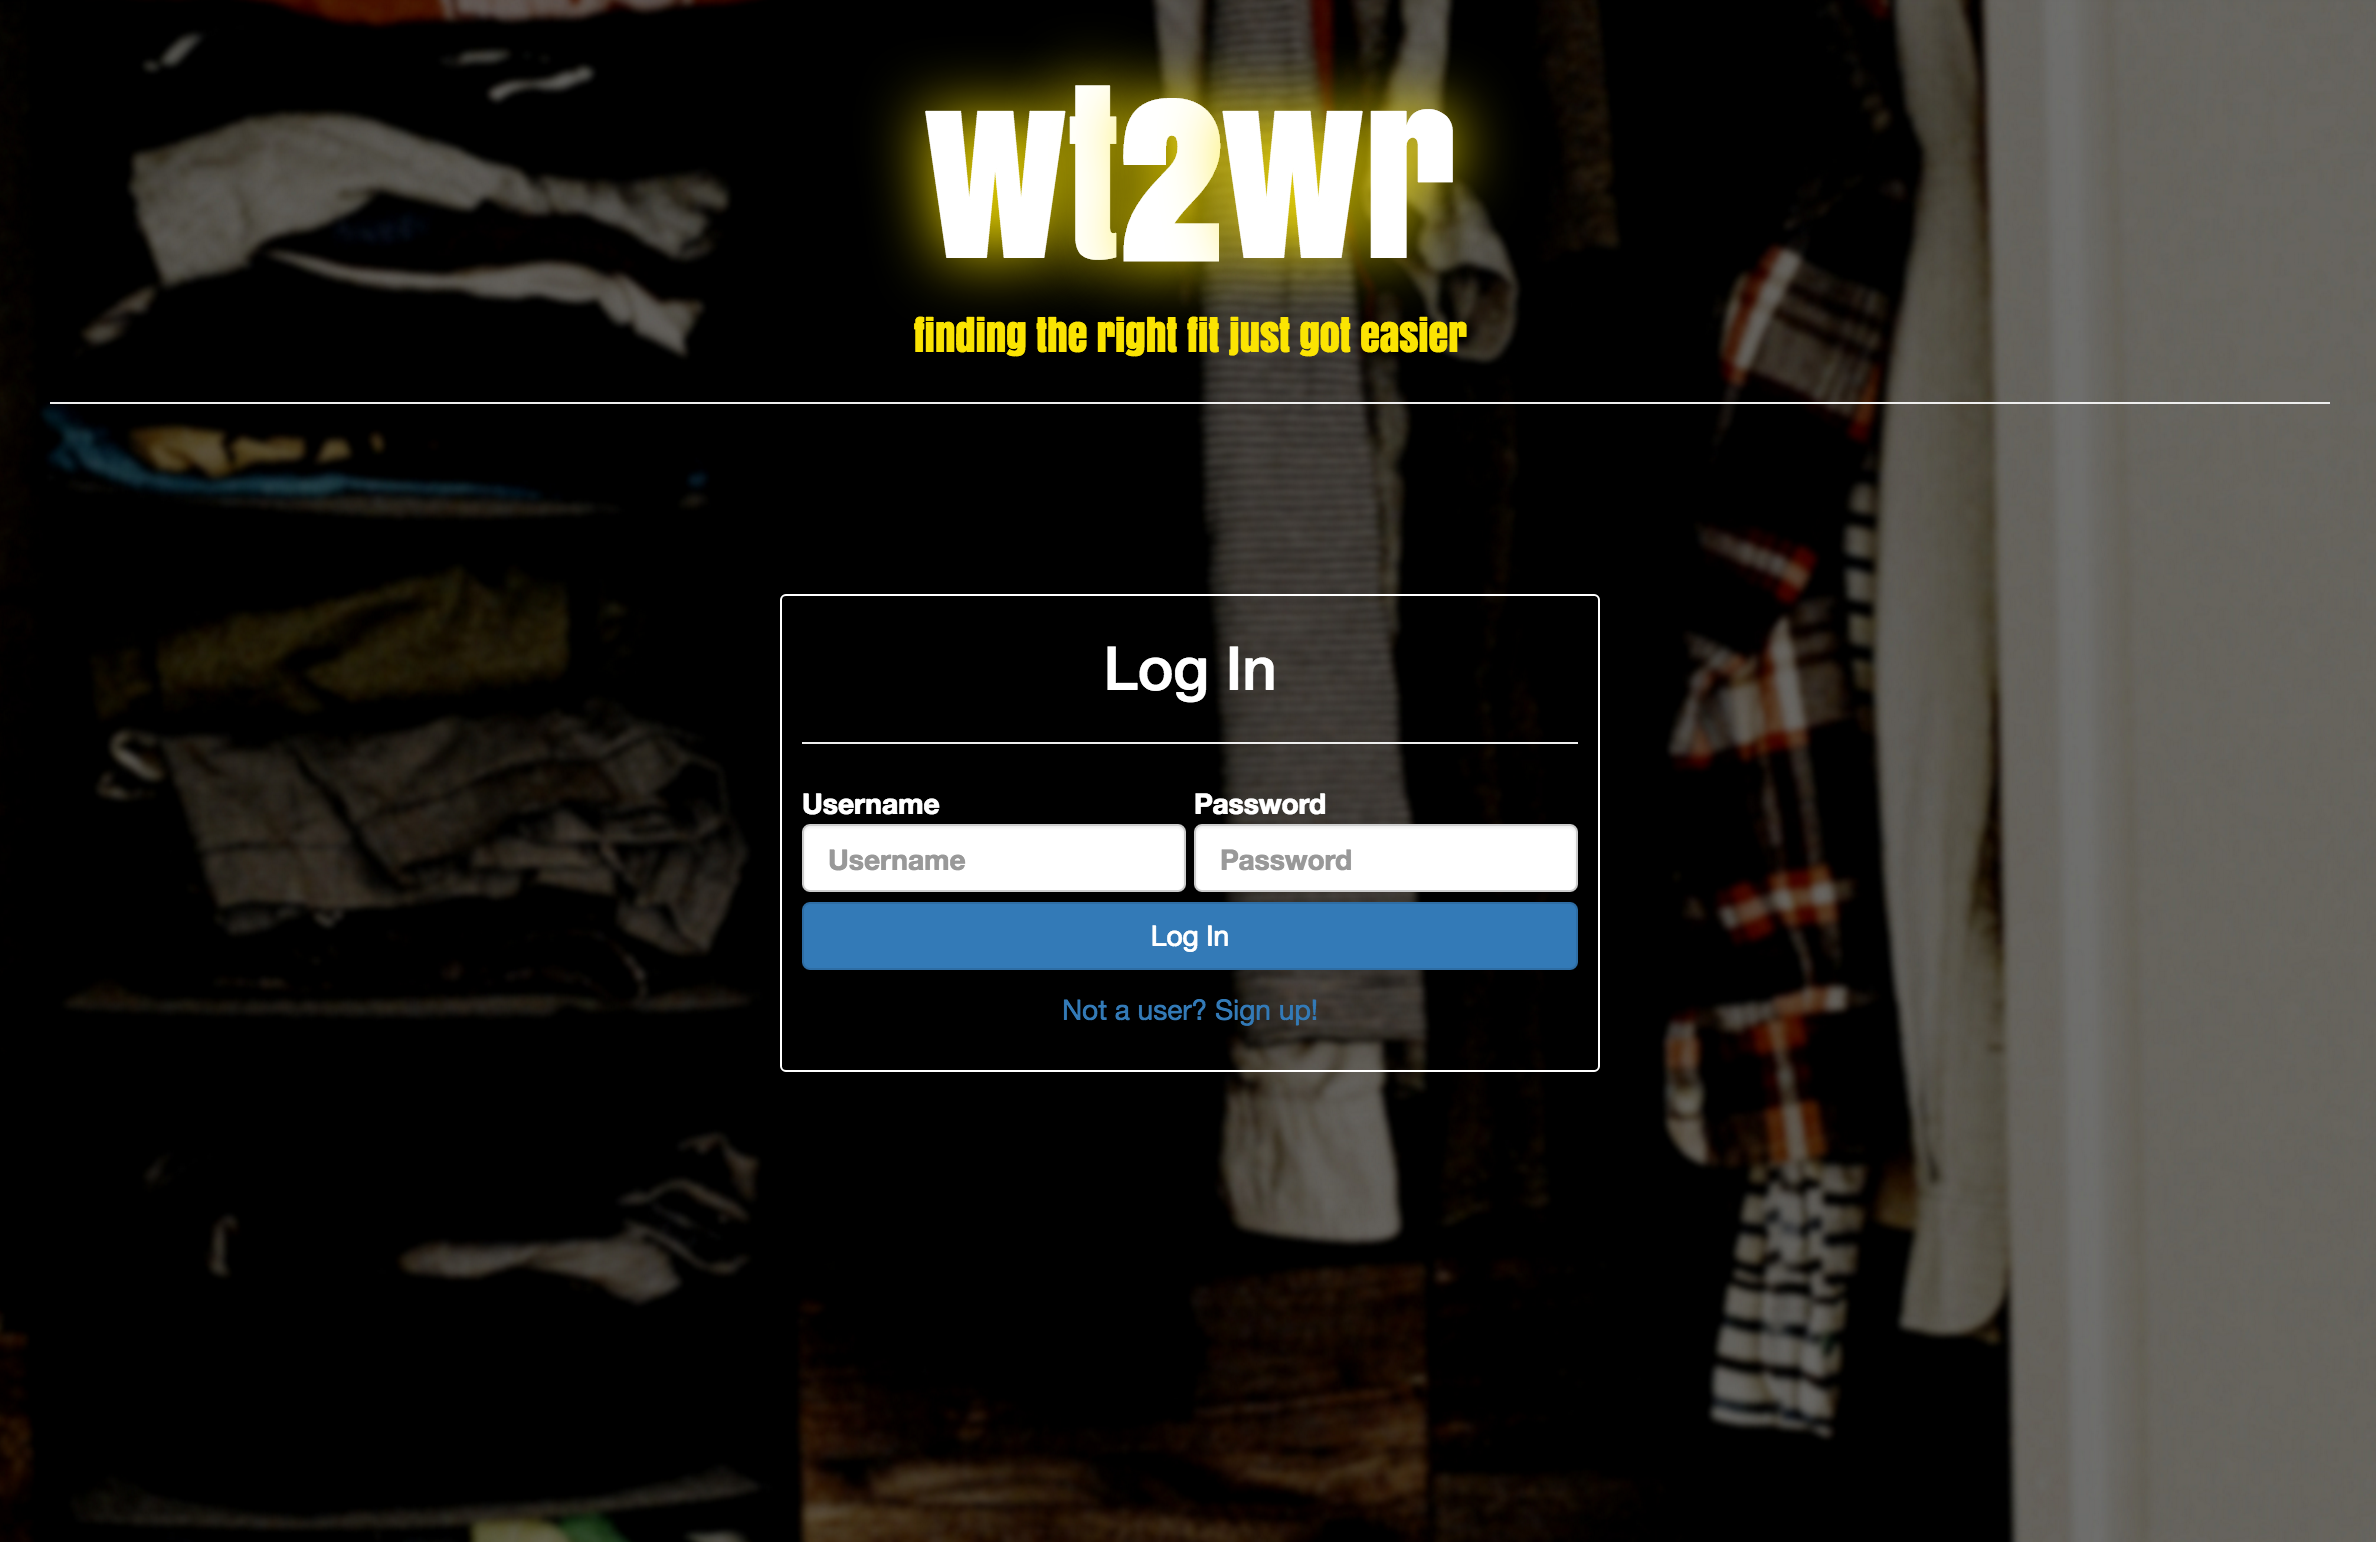 wt2wr
finding the right fit just got easier
Log In
Username Password
Username Password
Log In
Not a user? Sign up!